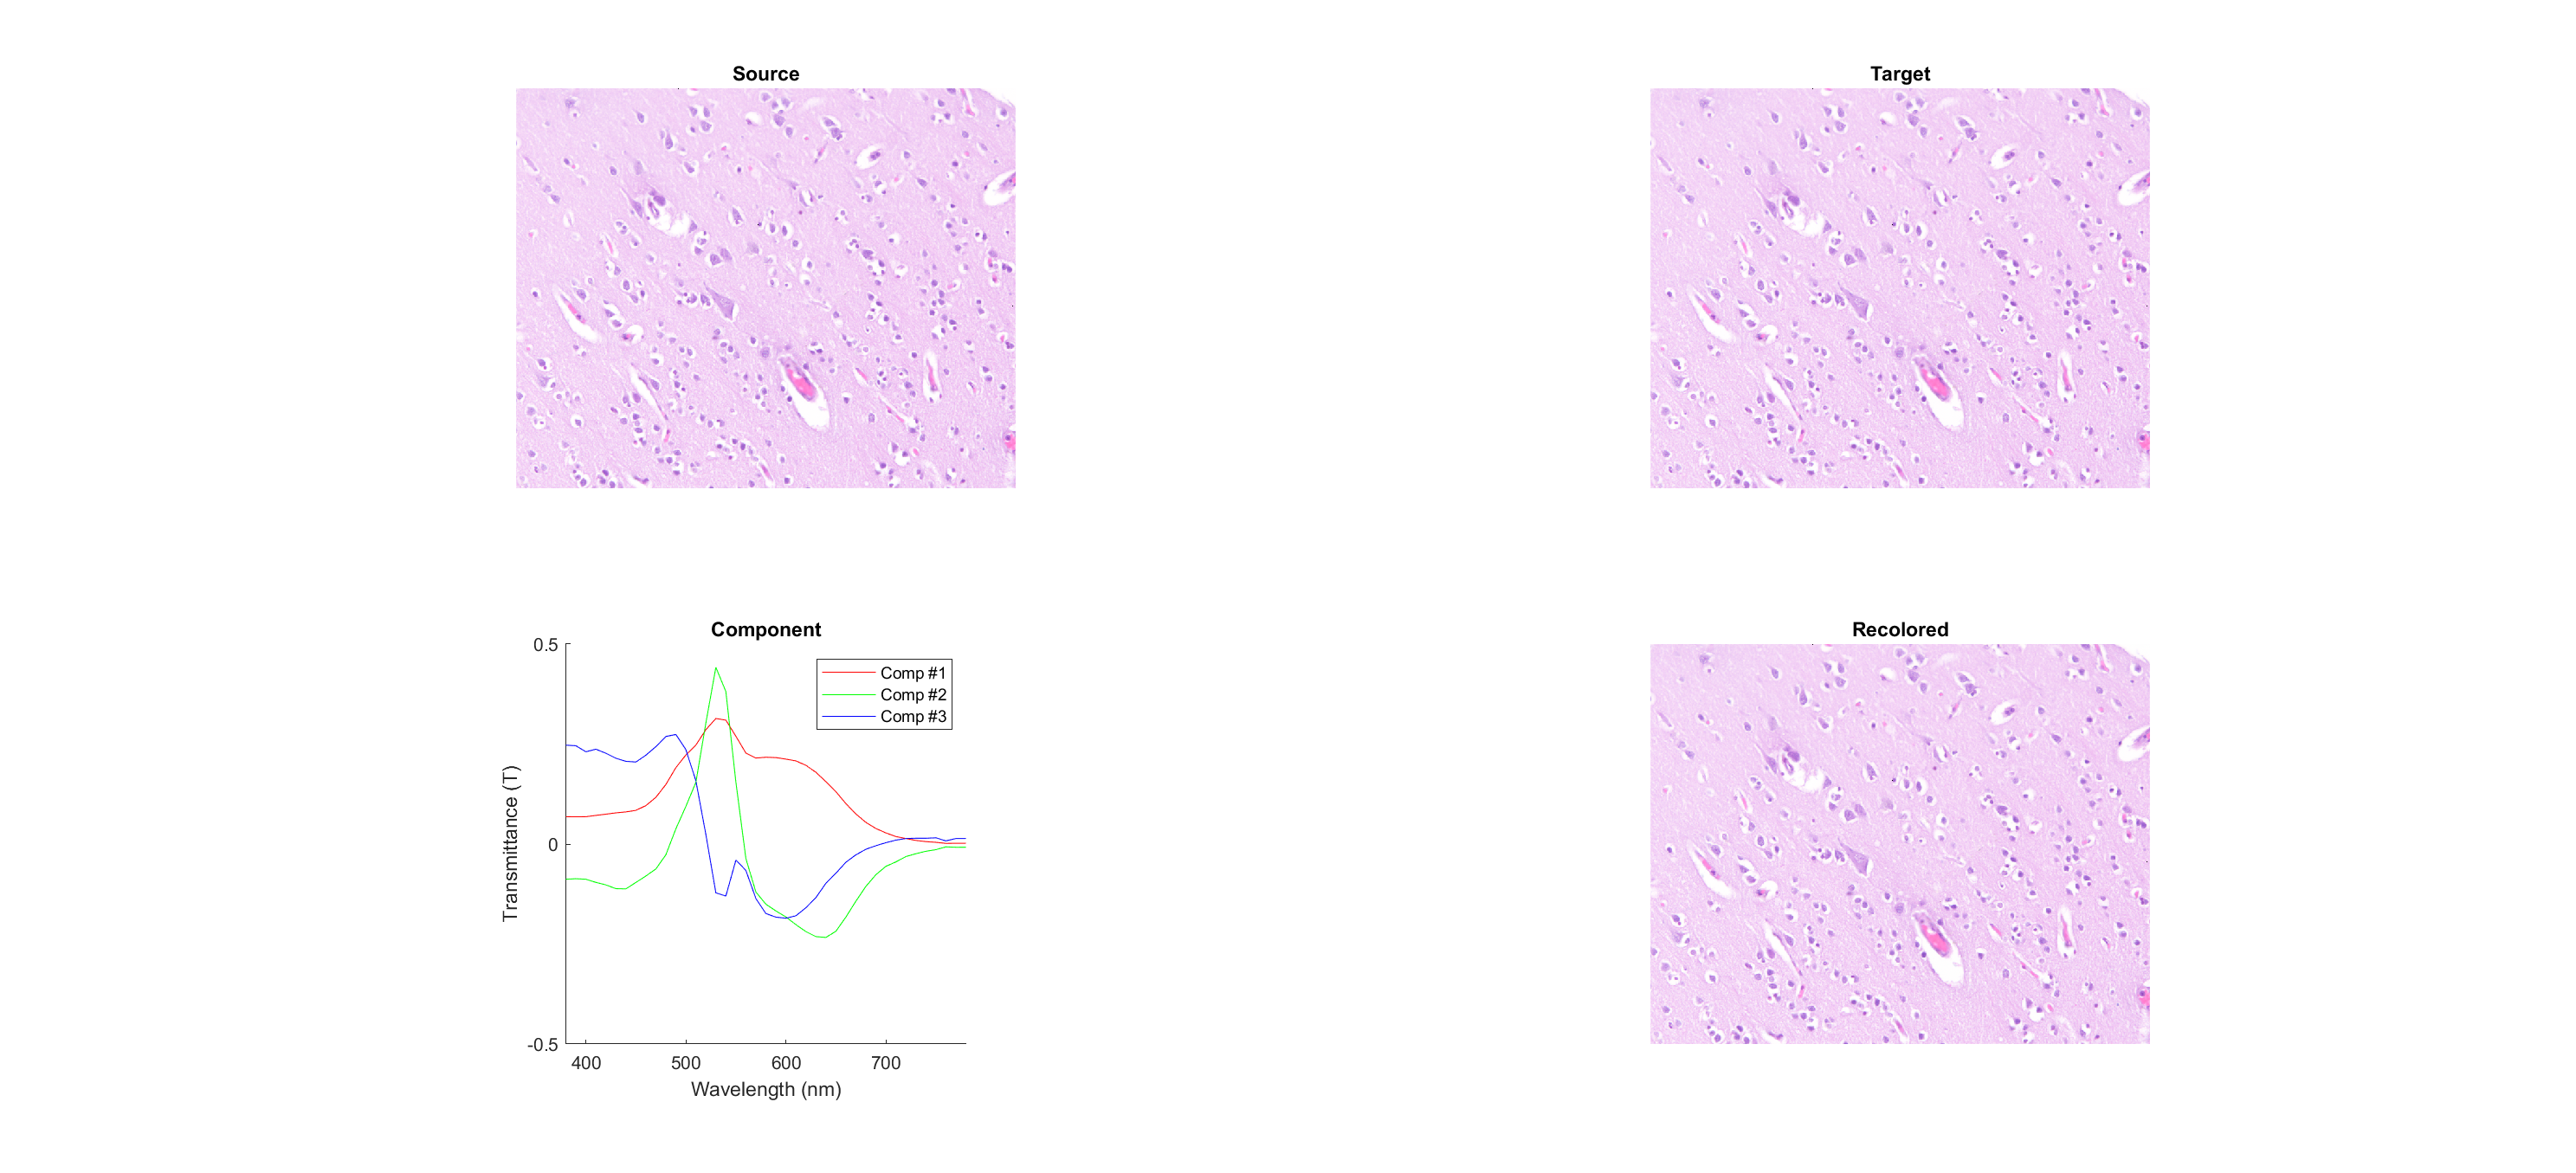 Source
Target
Component
0.5
0
-0.5
Transmittance (T)
400 500 600 700
Wavelength (nm)
Comp #1
Comp #2
Comp #3
Recolored